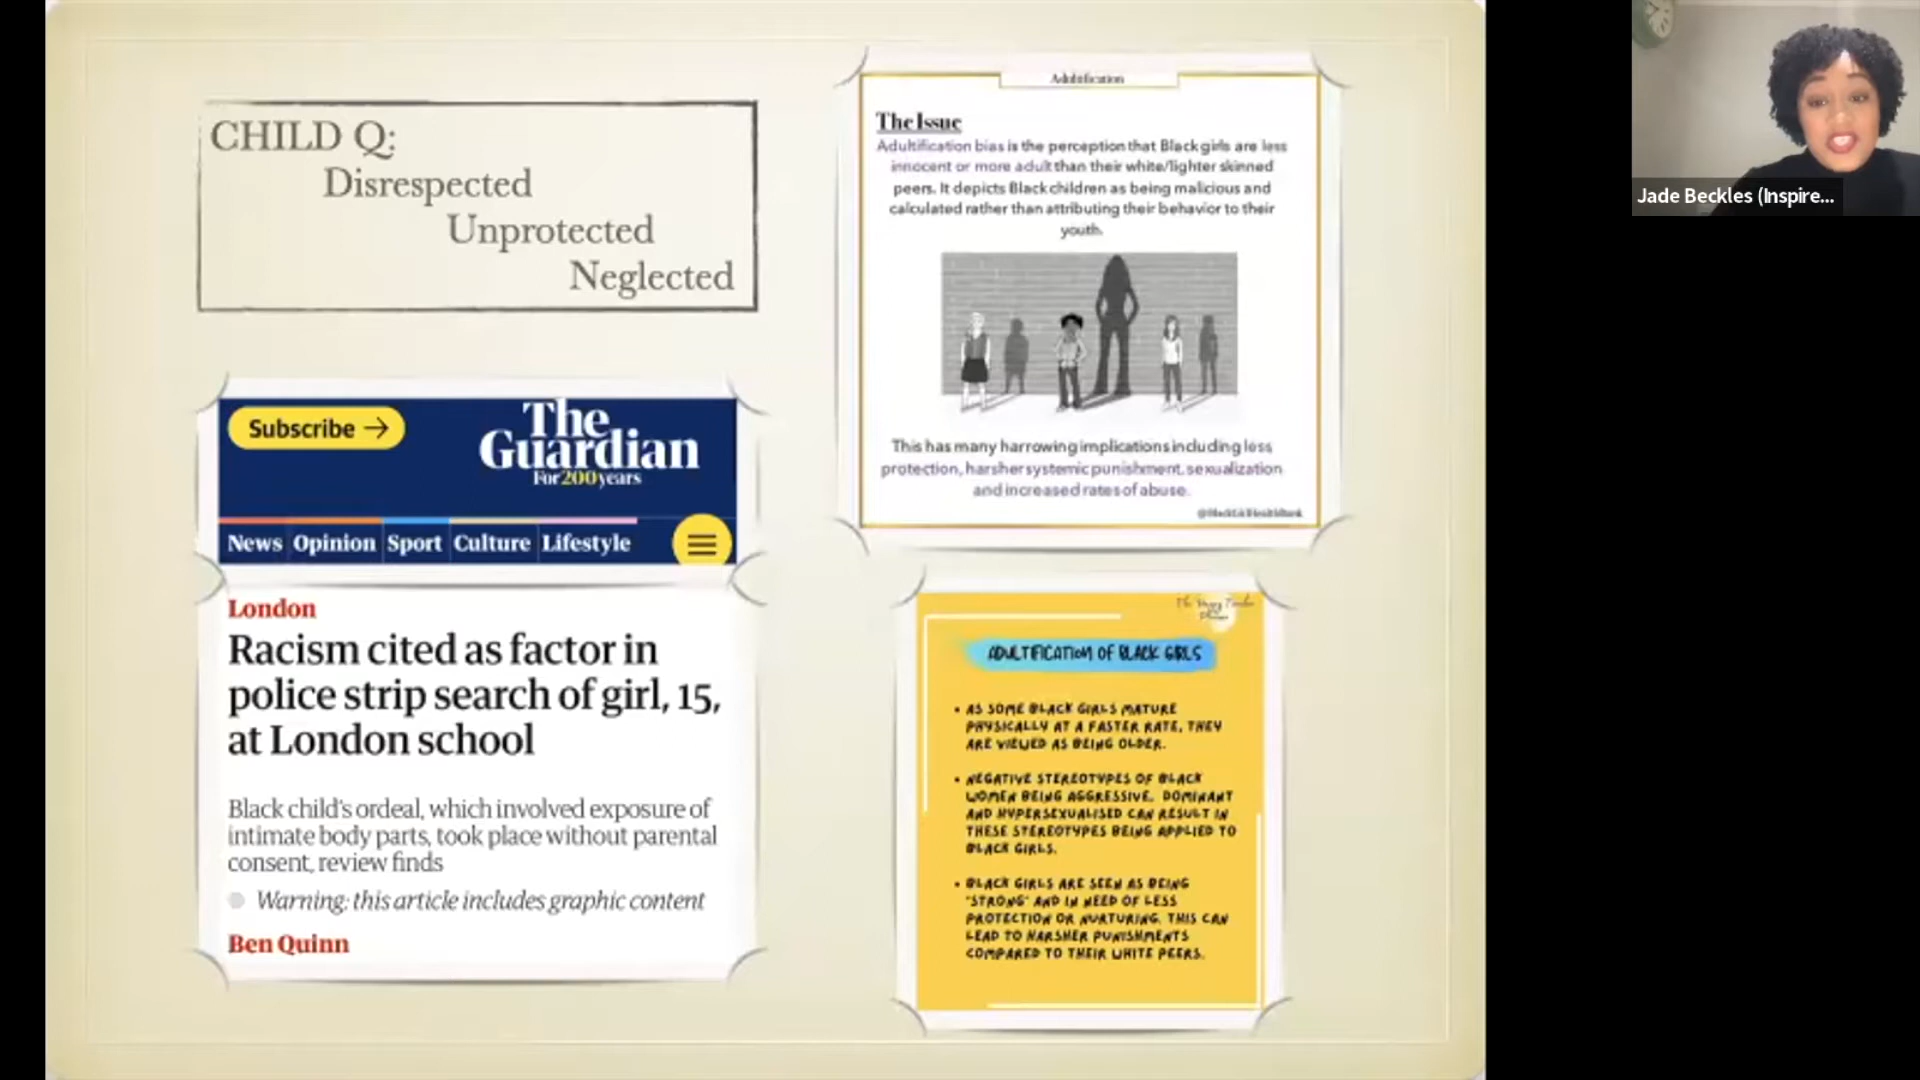 CHILD Q:
Disrespected
Unprotected
Neglected
Subscribe →
The
Guardian
For 200 years
News Opinion Sport Culture Lifestyle
London
Racism cited as factor in
police strip search of girl, 15,
at London school
Black child's ordeal, which involved exposure of
intimate body parts, took place without parental
consent, review finds
Warning: this article includes graphic content
Ben Quinn
Adultification
The Issue
Adultification bias is the perception that Black girls are less
innocent or more adult than their white/lighter skinned
peers. It depicts Black children as being malicious and
calculated rather than attributing their behavior to their
youth.
This has many harrowing implications including less
protection, harsher systemic punishment, sexualization
and increased rates of abuse.
@BlackGirlHealthBank
ADULTIFICATION OF BLACK GIRLS
• AS SOME BLACK GIRLS MATURE
PHYSICALLY AT A FASTER RATE, THEY
ARE VIEWED AS BEING OLDER.
• NEGATIVE STEREOTYPES OF BLACK
WOMEN BEING AGGRESSIVE, DOMINANT
AND HYPERSEXUALISED CAN RESULT IN
THESE STEREOTYPES BEING APPLIED TO
BLACK GIRLS.
• BLACK GIRLS ARE SEEN AS BEING
"STRONG" AND IN NEED OF LESS
PROTECTION OR NURTURING. THIS CAN
LEAD TO HARSHER PUNISHMENTS
COMPARED TO THEIR WHITE PEERS.
Jade Beckles (Inspire...